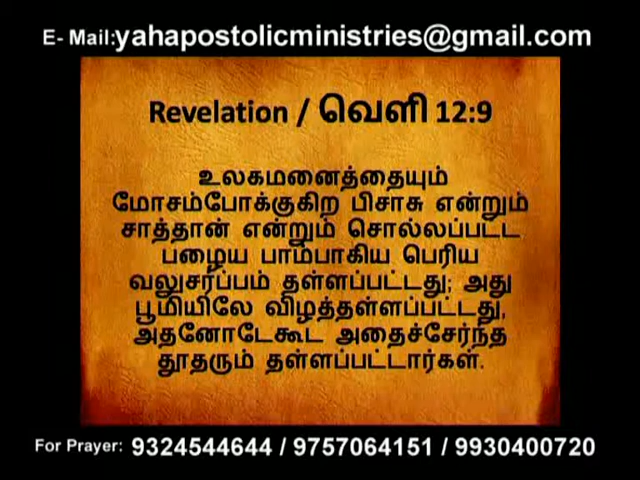 E- Mail:yahapostolicministries@gmail.com
Revelation / வெளி 12:9
உலகமனைத்தையும்
மோசம்போக்குகிற பிசாசு என்றும்
சாத்தான் என்றும் சொல்லப்பட்ட
பழைய பாம்பாகிய பெரிய
வலுசர்ப்பம் தள்ளப்பட்டது; அது
பூமியிலே விழத்தள்ளப்பட்டது,
அதனோடேகூட அதைச்சேர்ந்த
தூதரும் தள்ளப்பட்டார்கள்.
For Prayer: 9324544644 / 9757064151 / 9930400720